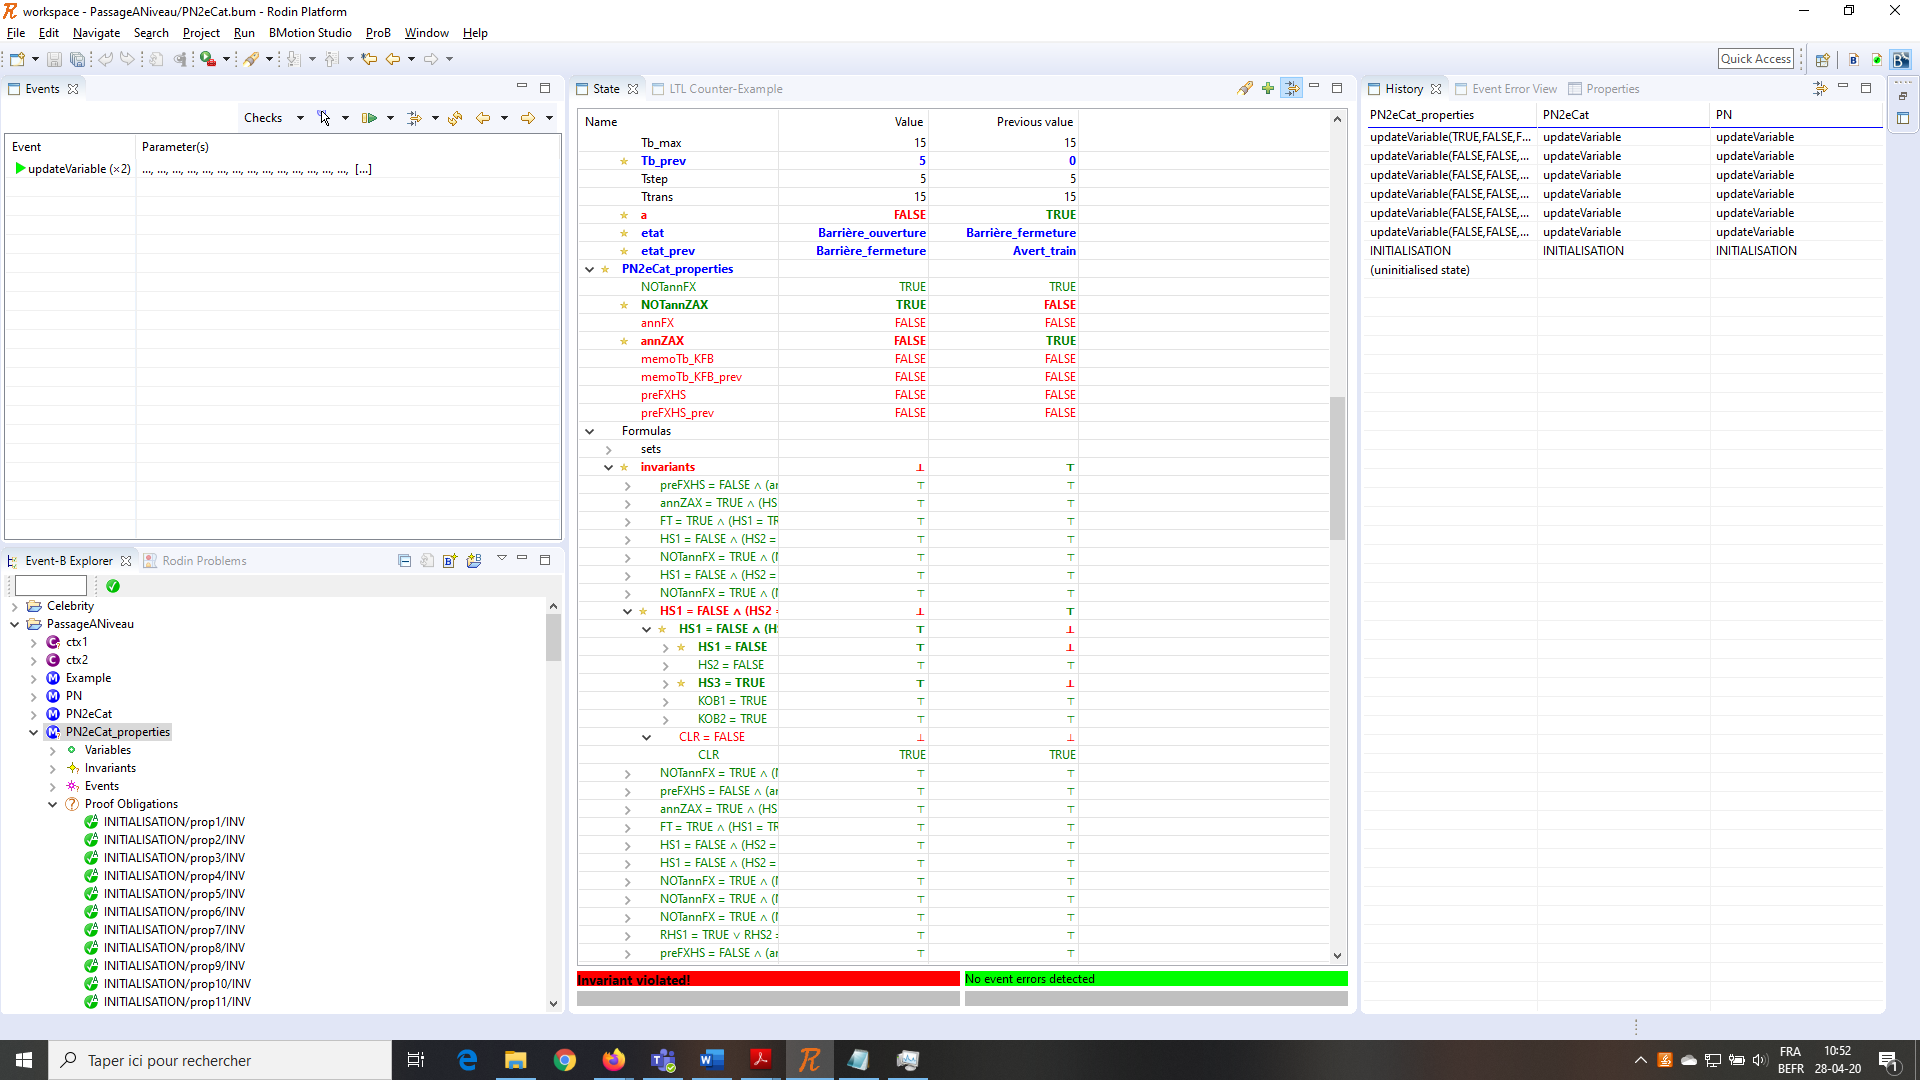 workspace - PassageANiveau/PN2eCat.bum - Rodin Platform
File Edit Navigate Search Project Run BMotion Studio ProB Window Help
Quick Access
Events
Checks
Event Parameter(s)
updateVariable (×2) ..., ..., ..., ..., ..., ..., ..., ..., ..., ..., ..., ..., ..., ..., [...]
Event-B Explorer Rodin Problems
Celebrity
PassageANiveau
ctx1
ctx2
Example
PN
PN2eCat
PN2eCat_properties
Variables
Invariants
Events
Proof Obligations
INITIALISATION/prop1/INV
INITIALISATION/prop2/INV
INITIALISATION/prop3/INV
INITIALISATION/prop4/INV
INITIALISATION/prop5/INV
INITIALISATION/prop6/INV
INITIALISATION/prop7/INV
INITIALISATION/prop8/INV
INITIALISATION/prop9/INV
INITIALISATION/prop10/INV
INITIALISATION/prop11/INV
State LTL Counter-Example
Name Value Previous value
Tb_max 15 15
Tb_prev 5 0
Tstep 5 5
Ttrans 15 15
a FALSE TRUE
etat Barrière_ouverture Barrière_fermeture
etat_prev Barrière_fermeture Avert_train
PN2eCat_properties
NOTannFX TRUE TRUE
NOTannZAX TRUE FALSE
annFX FALSE FALSE
annZAX FALSE TRUE
memoTb_KFB FALSE FALSE
memoTb_KFB_prev FALSE FALSE
preFXHS FALSE FALSE
preFXHS_prev FALSE FALSE
Formulas
sets
invariants ⊥ ⊤
preFXHS = FALSE ∧ (ar ⊤ ⊤
annZAX = TRUE ∧ (HS ⊤ ⊤
FT = TRUE ∧ (HS1 = TR ⊤ ⊤
HS1 = FALSE ∧ (HS2 = ⊤ ⊤
NOTannFX = TRUE ∧ (I ⊤ ⊤
HS1 = FALSE ∧ (HS2 = ⊤ ⊤
NOTannFX = TRUE ∧ (I ⊤ ⊤
HS1 = FALSE ∧ (HS2 = ⊥ ⊤
HS1 = FALSE ∧ (H ⊤ ⊥
HS1 = FALSE ⊤ ⊥
HS2 = FALSE ⊤ ⊤
HS3 = TRUE ⊤ ⊥
KOB1 = TRUE ⊤ ⊤
KOB2 = TRUE ⊤ ⊤
CLR = FALSE ⊥ ⊥
CLR TRUE TRUE
NOTannFX = TRUE ∧ (I ⊤ ⊤
preFXHS = FALSE ∧ (ar ⊤ ⊤
annZAX = TRUE ∧ (HS ⊤ ⊤
FT = TRUE ∧ (HS1 = TR ⊤ ⊤
HS1 = FALSE ∧ (HS2 = ⊤ ⊤
HS1 = FALSE ∧ (HS2 = ⊤ ⊤
NOTannFX = TRUE ∧ (I ⊤ ⊤
NOTannFX = TRUE ∧ (I ⊤ ⊤
NOTannFX = TRUE ∧ (I ⊤ ⊤
RHS1 = TRUE ∨ RHS2 = ⊤ ⊤
preFXHS = FALSE ∧ (ar ⊤ ⊤
Invariant violated! No event errors detected
History Event Error View Properties
PN2eCat_properties PN2eCat PN
updateVariable(TRUE,FALSE,F... updateVariable updateVariable
updateVariable(FALSE,FALSE,... updateVariable updateVariable
updateVariable(FALSE,FALSE,... updateVariable updateVariable
updateVariable(FALSE,FALSE,... updateVariable updateVariable
updateVariable(FALSE,FALSE,... updateVariable updateVariable
updateVariable(FALSE,FALSE,... updateVariable updateVariable
INITIALISATION INITIALISATION INITIALISATION
(uninitialised state)
Taper ici pour rechercher
FRA
BEFR
10:52
28-04-20
1